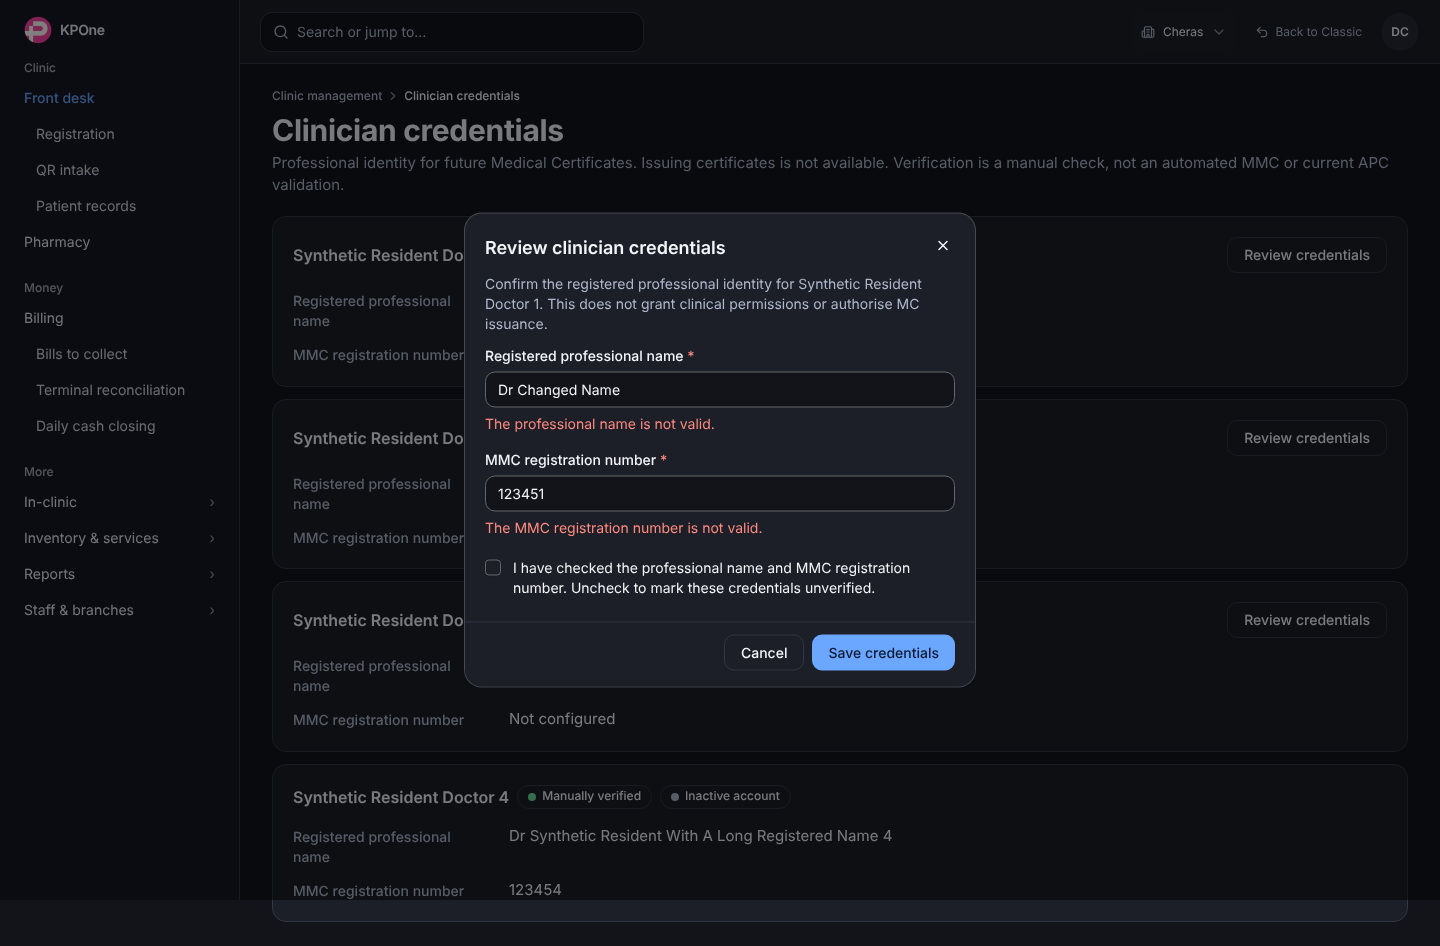 KPOne
Search or jump to...
Cheras
Back to Classic
DC
Clinic
Front desk
Registration
QR intake
Patient records
Pharmacy
Money
Billing
Bills to collect
Terminal reconciliation
Daily cash closing
More
In-clinic
Inventory & services
Reports
Staff & branches
Clinic management > Clinician credentials
Clinician credentials
Professional identity for future Medical Certificates. Issuing certificates is not available. Verification is a manual check, not an automated MMC or current APC
validation.
Synthetic Resident Do
Review credentials
Registered professional
name
MMC registration number
Synthetic Resident Do
Review credentials
Registered professional
name
MMC registration number
Synthetic Resident Do
Review credentials
Registered professional
name
MMC registration number
Not configured
Synthetic Resident Doctor 4
Manually verified
Inactive account
Registered professional
name
Dr Synthetic Resident With A Long Registered Name 4
MMC registration number
123454
Review clinician credentials
Confirm the registered professional identity for Synthetic Resident
Doctor 1. This does not grant clinical permissions or authorise MC
issuance.
Registered professional name *
Dr Changed Name
The professional name is not valid.
MMC registration number *
123451
The MMC registration number is not valid.
I have checked the professional name and MMC registration
number. Uncheck to mark these credentials unverified.
Cancel
Save credentials